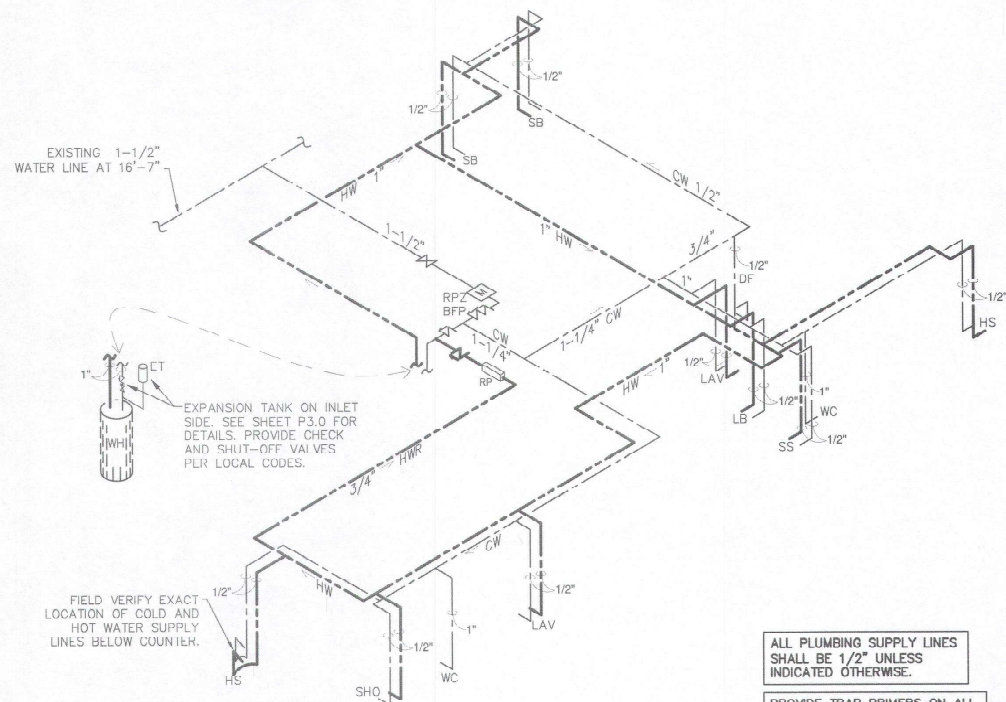 1/2"
1/2"
SB
SB
EXISTING 1-1/2"
WATER LINE AT 16'-7"
HW 1"
CW 1/2"
1-1/2"
1" HW
3/4"
1/2"
DF
RPZ
M
BFP
CW
1-1/4"
1-1/4" CW
1"
1/2"
HS
1"
ET
RP
HW 1"
1/2"
LAV
1/2"
LB
1"
WC
SS
1/2"
EXPANSION TANK ON INLET
SIDE. SEE SHEET P3.0 FOR
DETAILS. PROVIDE CHECK
AND SHUT-OFF VALVES
PER LOCAL CODES.
WH
3/4" HWR
CW
HW
1/2"
1/2"
LAV
FIELD VERIFY EXACT
LOCATION OF COLD AND
HOT WATER SUPPLY
LINES BELOW COUNTER.
HS
1/2"
1"
WC
SHO
ALL PLUMBING SUPPLY LINES
SHALL BE 1/2" UNLESS
INDICATED OTHERWISE.
PROVIDE TRAP PRIMERS ON ALL